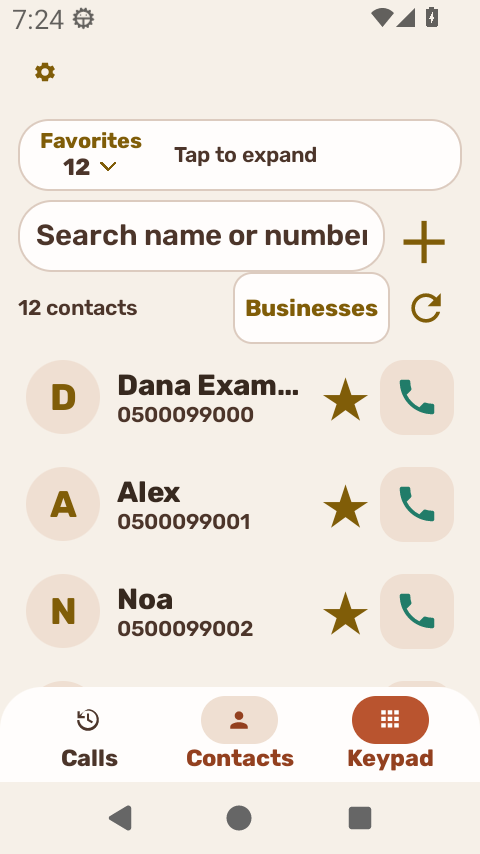 7:24
Favorites
12
Tap to expand
Search name or number
12 contacts
Businesses
D
Dana Exam...
0500099000
A
Alex
0500099001
N
Noa
0500099002
Calls
Contacts
Keypad